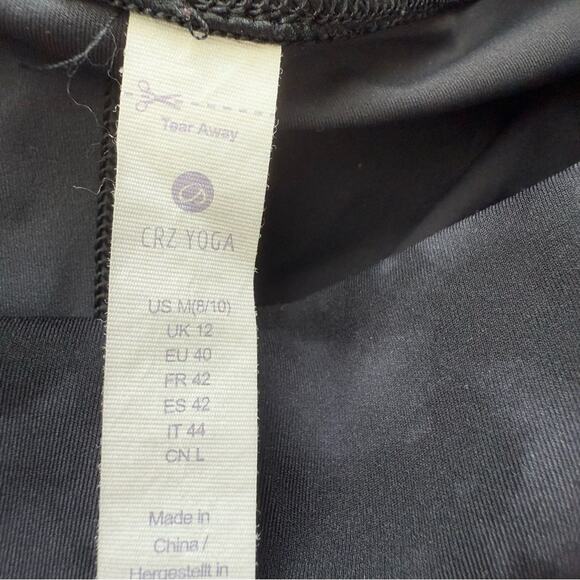 Tear Away
CRZ YOGA
US M(8/10)
UK 12
EU 40
FR 42
ES 42
IT 44
CN L
Made in
China /
Hergestellt in